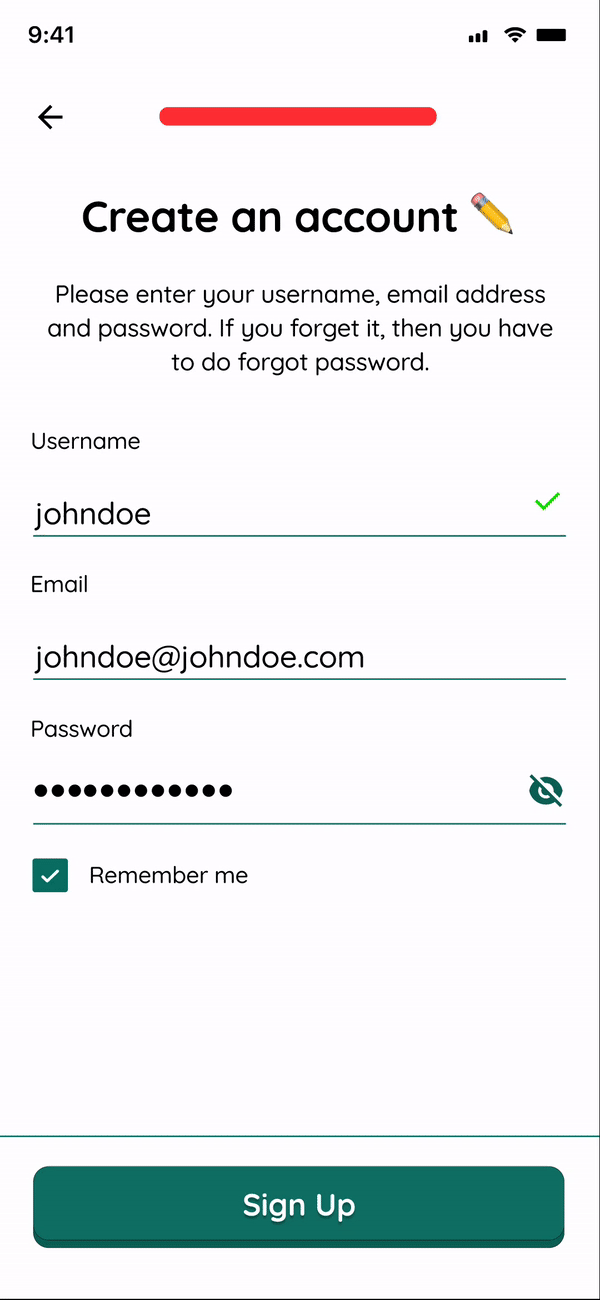 9:41
Create an account ✏️
Please enter your username, email address
and password. If you forget it, then you have
to do forgot password.
Username
johndoe
Email
johndoe@johndoe.com
Password
●●●●●●●●●●●●
Remember me
Sign Up